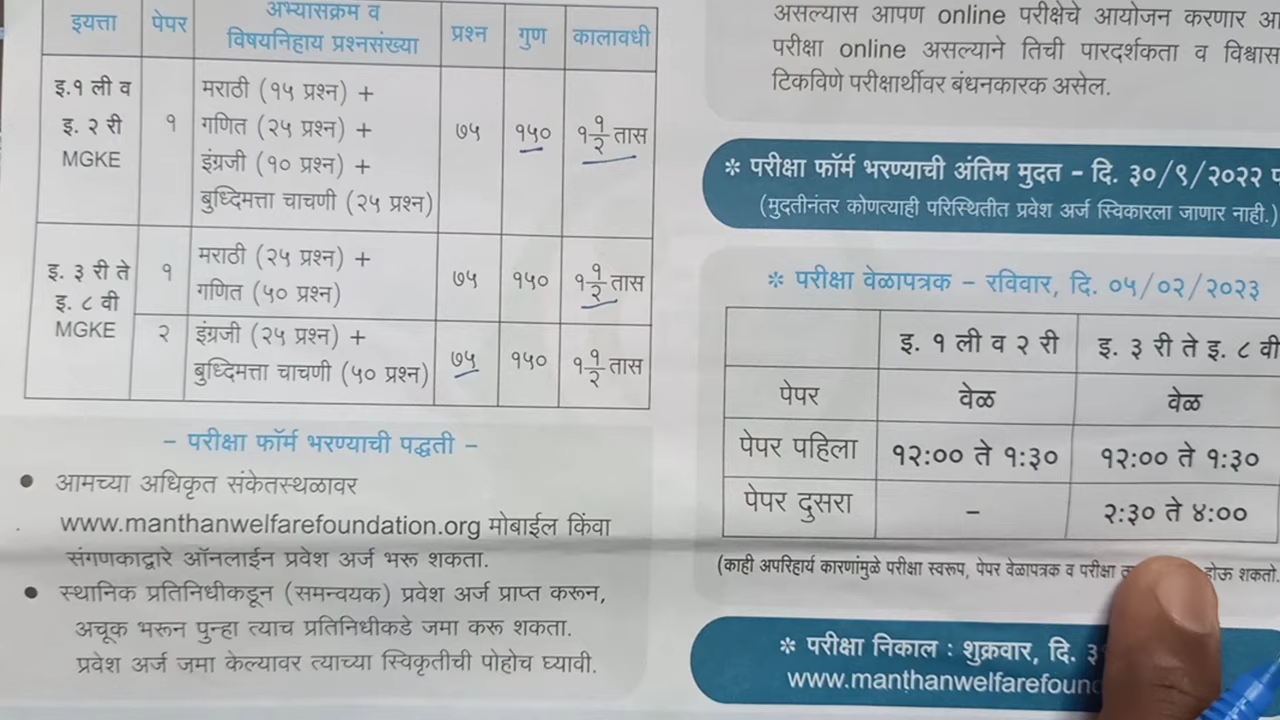 इयत्ता पेपर अभ्यासक्रम व विषयनिहाय प्रश्नसंख्या प्रश्न गुण कालावधी
इ.१ ली व
इ. २ री
MGKE
१
मराठी (१५ प्रश्न) +
गणित (२५ प्रश्न) +
इंग्रजी (१० प्रश्न) +
बुध्दिमत्ता चाचणी (२५ प्रश्न)
७५ १५० १ १/२ तास
इ. ३ री ते
इ. ८ वी
MGKE
१
मराठी (२५ प्रश्न) +
गणित (५० प्रश्न)
७५ १५० १ १/२ तास
२
इंग्रजी (२५ प्रश्न) +
बुध्दिमत्ता चाचणी (५० प्रश्न)
७५ १५० १ १/२ तास
- परीक्षा फॉर्म भरण्याची पद्धती -
● आमच्या अधिकृत संकेतस्थळावर
www.manthanwelfarefoundation.org मोबाईल किंवा
संगणकाद्वारे ऑनलाईन प्रवेश अर्ज भरू शकता.
● स्थानिक प्रतिनिधीकडून (समन्वयक) प्रवेश अर्ज प्राप्त करून,
अचूक भरून पुन्हा त्याच प्रतिनिधीकडे जमा करू शकता.
प्रवेश अर्ज जमा केल्यावर त्याच्या स्विकृतीची पोहोच घ्यावी.
असल्यास आपण online परीक्षेचे आयोजन करणार
परीक्षा online असल्याने तिची पारदर्शकता व
टिकविणे परीक्षार्थीवर बंधनकारक असेल.
* परीक्षा फॉर्म भरण्याची अंतिम मुदत - दि. ३०/९/२०२२
(मुदतीनंतर कोणत्याही परिस्थितीत प्रवेश अर्ज स्विकारला जाणार नाही.)
* परीक्षा वेळापत्रक - रविवार, दि. ०५/०२/२०२३
इ. १ ली व २ री इ. ३ री ते इ. ८ वी
पेपर वेळ वेळ
पेपर पहिला १२:०० ते १:३० १२:०० ते १:३०
पेपर दुसरा - २:३० ते ४:००
(काही अपरिहार्य कारणांमुळे परीक्षा स्वरूप, पेपर वेळापत्रक व परीक्षा होऊ शकतो.
* परीक्षा निकाल : शुक्रवार, दि.
www.manthanwelfarefound